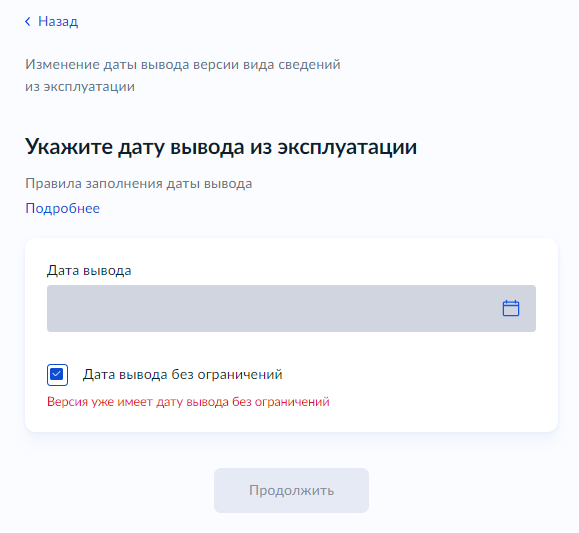 Назад
Изменение даты вывода версии вида сведений
из эксплуатации
Укажите дату вывода из эксплуатации
Правила заполнения даты вывода
Подробнее
Дата вывода
Дата вывода без ограничений
Версия уже имеет дату вывода без ограничений
Продолжить